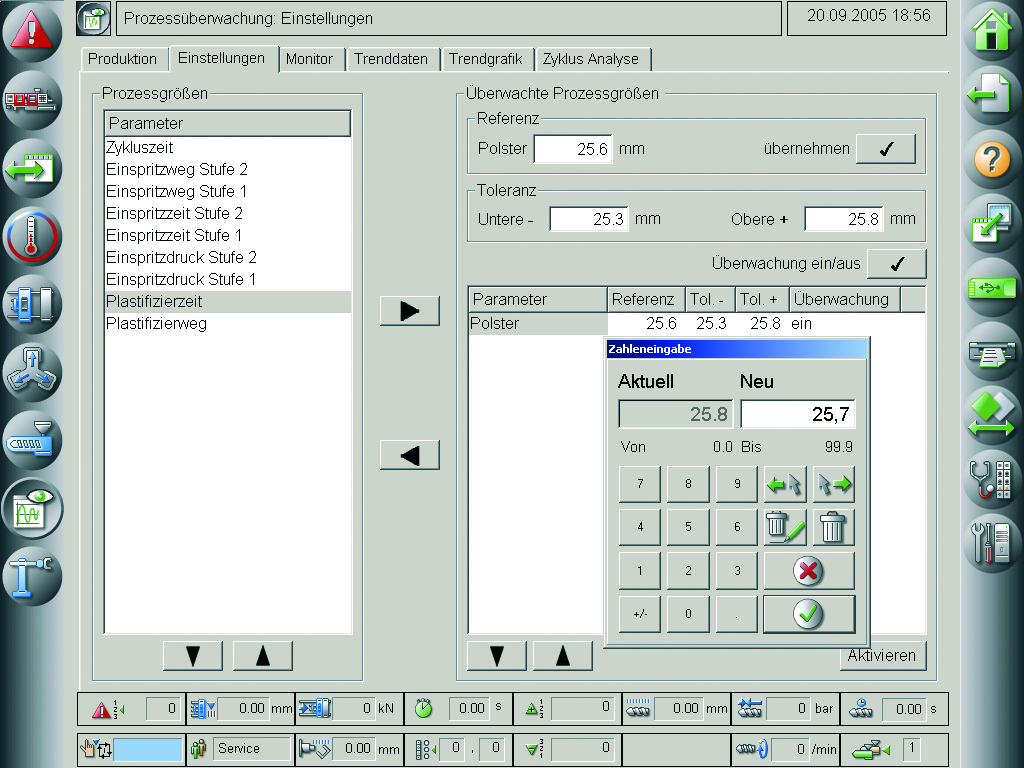 Prozessüberwachung: Einstellungen
20.09.2005 18:56
Produktion Einstellungen Monitor Trenddaten Trendgrafik Zyklus Analyse
Prozessgrößen
Parameter
Zykluszeit
Einspritzweg Stufe 2
Einspritzweg Stufe 1
Einspritzzeit Stufe 2
Einspritzzeit Stufe 1
Einspritzdruck Stufe 2
Einspritzdruck Stufe 1
Plastifizierzeit
Plastifizierweg
Überwachte Prozessgrößen
Referenz
Polster 25.6 mm übernehmen
Toleranz
Untere - 25.3 mm Obere + 25.8 mm
Überwachung ein/aus
Parameter Referenz Tol. - Tol. + Überwachung
Polster 25.6 25.3 25.8 ein
Zahleneingabe
Aktuell Neu
25.8 25,7
Von 0.0 Bis 99.9
7 8 9
4 5 6
1 2 3
+/- 0 .
Aktivieren
1 2 3 0 0.00 mm 0 kN 0.00 s 1 2 3 0 0.00 mm 0 bar 0.00 s
Service 0.00 mm 0 . 0 3 2 1 0 0 /min 1